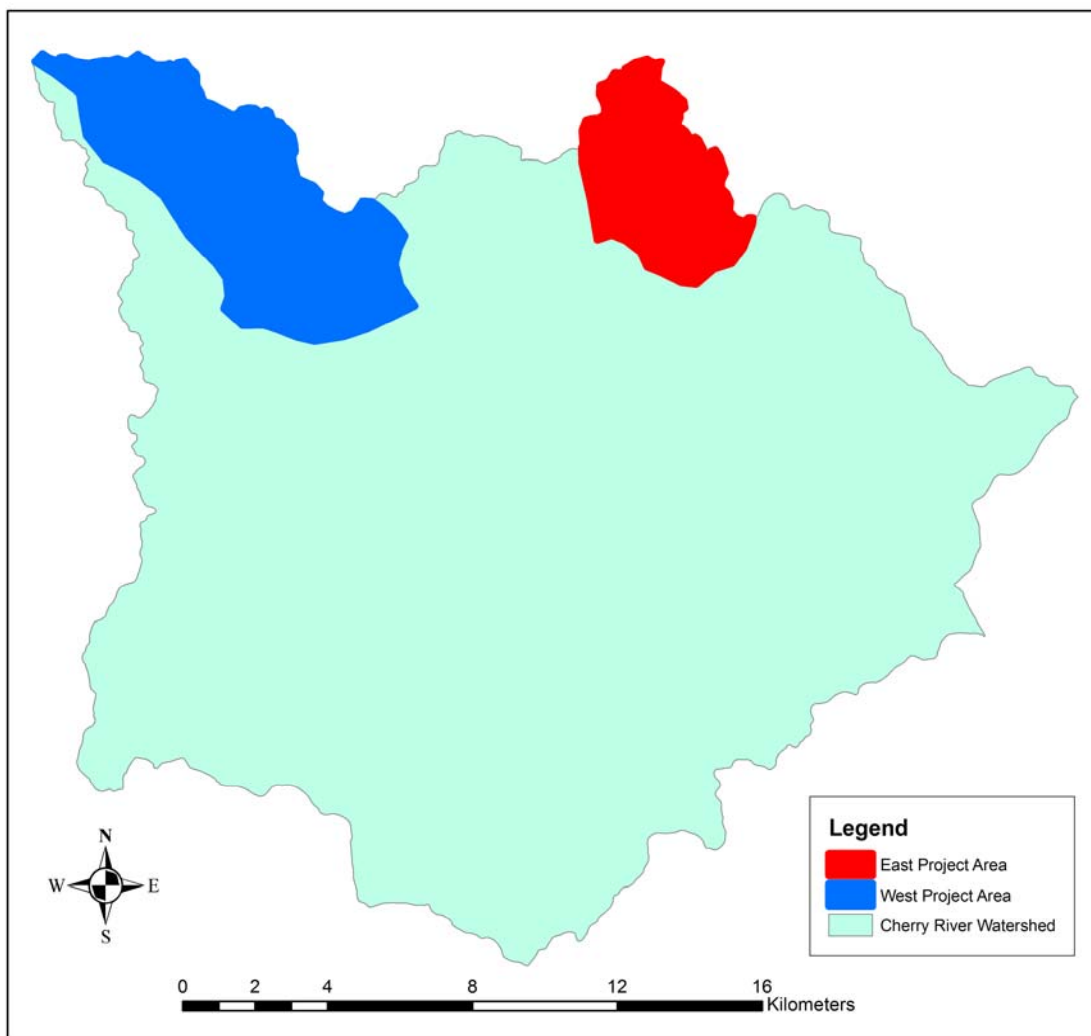 N
W E
S
Legend
East Project Area
West Project Area
Cherry River Watershed
0 2 4 8 12 16
Kilometers